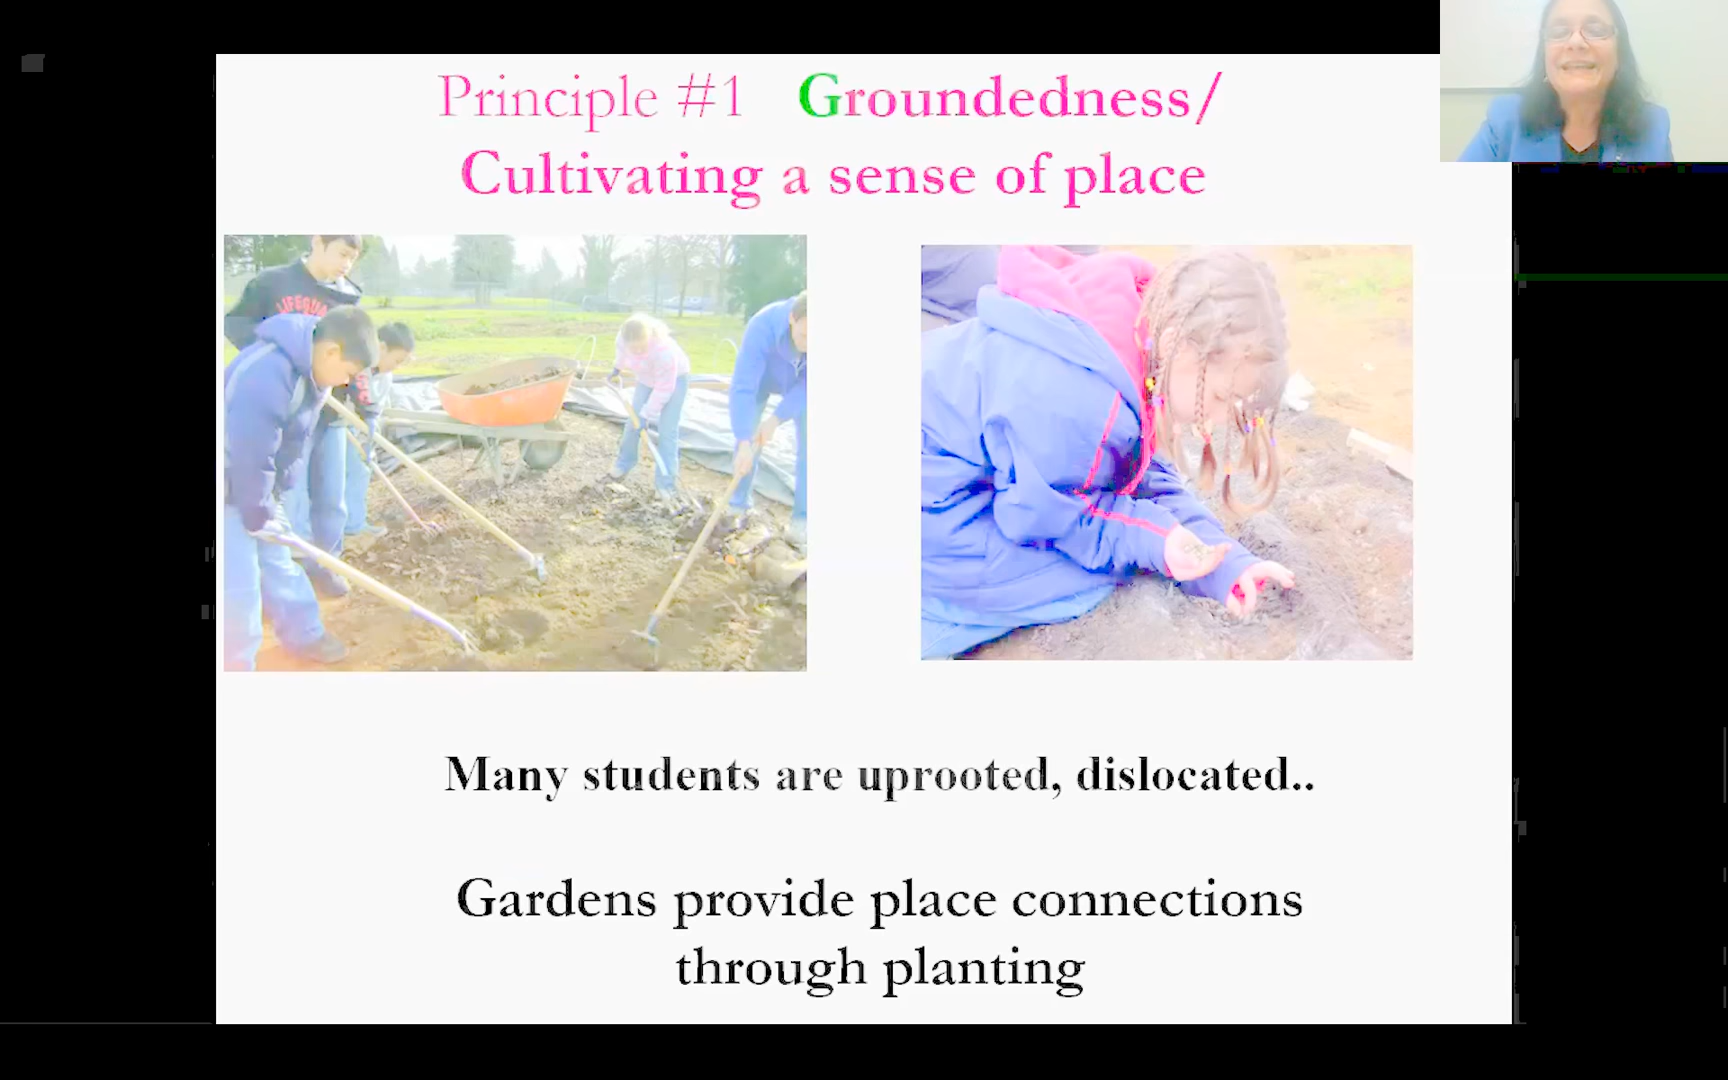 Principle #1 Groundedness/
Cultivating a sense of place
Many students are uprooted, dislocated..
Gardens provide place connections
through planting